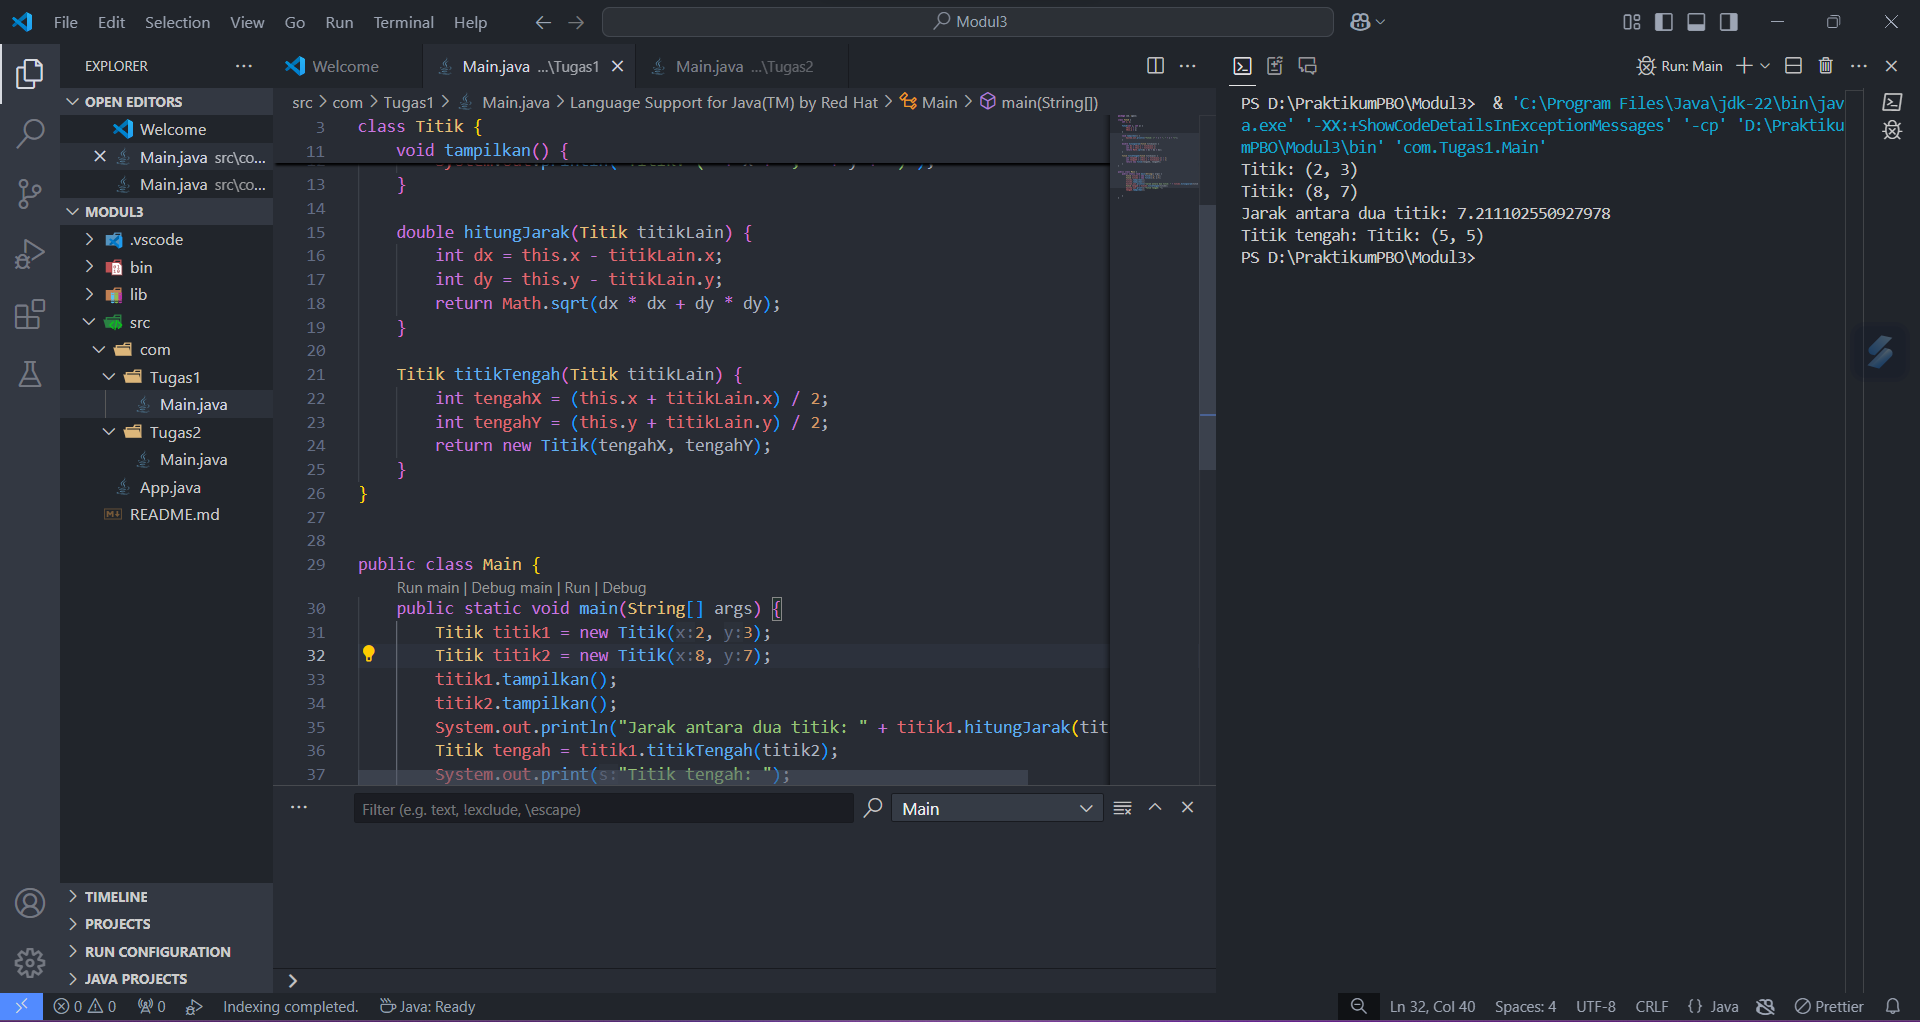 File Edit Selection View Go Run Terminal Help
Modul3
EXPLORER
OPEN EDITORS
Welcome
Main.java src\co...
Main.java src\co...
MODUL3
.vscode
bin
lib
src
com
Tugas1
Main.java
Tugas2
Main.java
App.java
README.md
TIMELINE
PROJECTS
RUN CONFIGURATION
JAVA PROJECTS
Welcome
Main.java ...\Tugas1
Main.java ...\Tugas2
src > com > Tugas1 > Main.java > Language Support for Java(TM) by Red Hat > Main > main(String[])
3 class Titik {
11 void tampilkan() {
13 }
14
15 double hitungJarak(Titik titikLain) {
16 int dx = this.x - titikLain.x;
17 int dy = this.y - titikLain.y;
18 return Math.sqrt(dx * dx + dy * dy);
19 }
20
21 Titik titikTengah(Titik titikLain) {
22 int tengahX = (this.x + titikLain.x) / 2;
23 int tengahY = (this.y + titikLain.y) / 2;
24 return new Titik(tengahX, tengahY);
25 }
26 }
27
28
29 public class Main {
Run main | Debug main | Run | Debug
30 public static void main(String[] args) {
31 Titik titik1 = new Titik(x:2, y:3);
32 Titik titik2 = new Titik(x:8, y:7);
33 titik1.tampilkan();
34 titik2.tampilkan();
35 System.out.println("Jarak antara dua titik: " + titik1.hitungJarak(tit
36 Titik tengah = titik1.titikTengah(titik2);
37 System.out.print(s:"Titik tengah: ");
Filter (e.g. text, !exclude, \escape)
Main
Run: Main
PS D:\PraktikumPBO\Modul3> & 'C:\Program Files\Java\jdk-22\bin\jav
a.exe' '-XX:+ShowCodeDetailsInExceptionMessages' '-cp' 'D:\Praktiku
mPBO\Modul3\bin' 'com.Tugas1.Main'
Titik: (2, 3)
Titik: (8, 7)
Jarak antara dua titik: 7.211102550927978
Titik tengah: Titik: (5, 5)
PS D:\PraktikumPBO\Modul3>
0 0 0 Indexing completed. Java: Ready
Ln 32, Col 40 Spaces: 4 UTF-8 CRLF {} Java Prettier